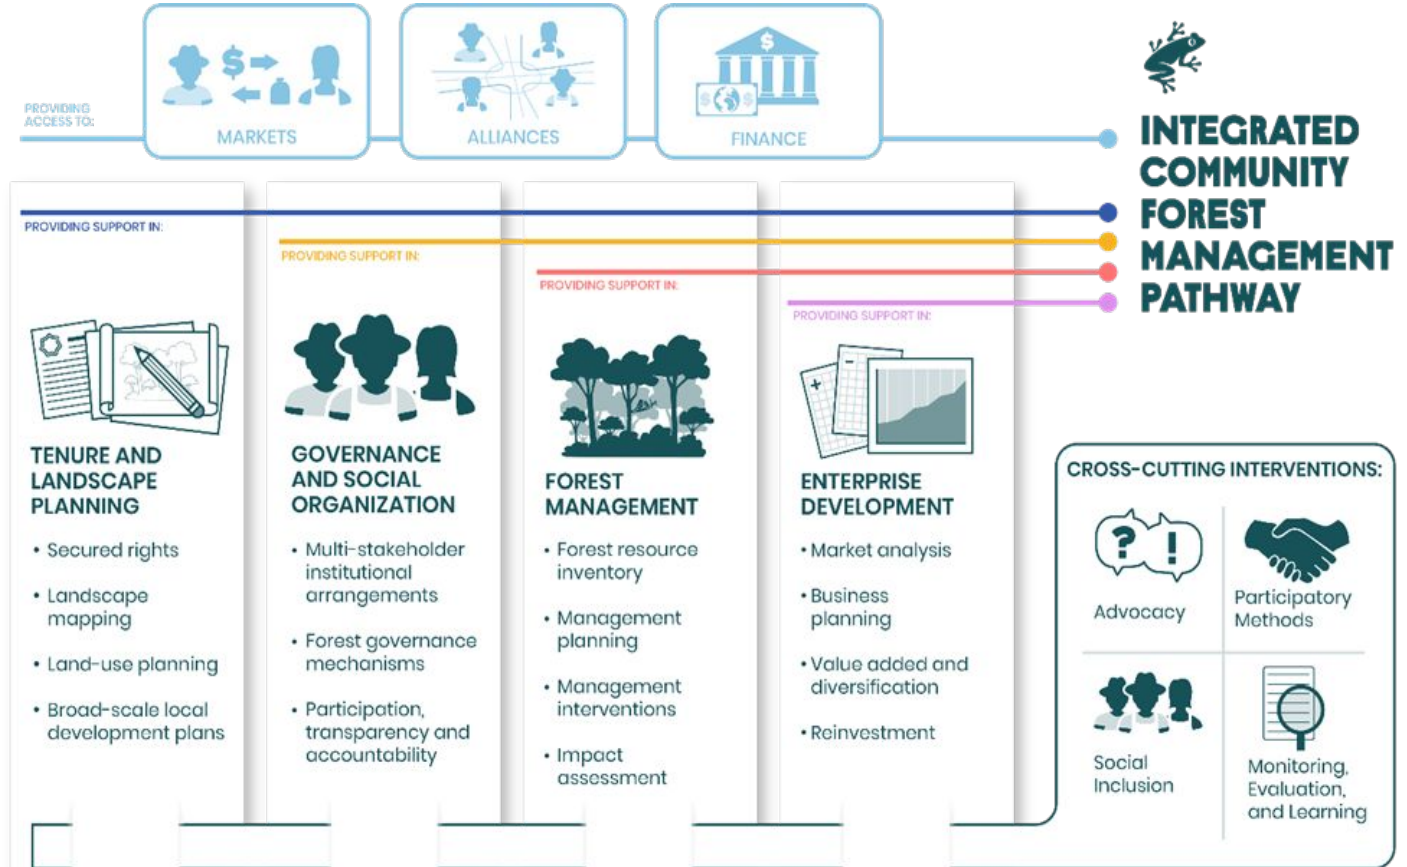 PROVIDING
ACCESS TO:
$
MARKETS
ALLIANCES
$
$ $
FINANCE
INTEGRATED
COMMUNITY
FOREST
MANAGEMENT
PATHWAY
PROVIDING SUPPORT IN:
TENURE AND
LANDSCAPE
PLANNING
• Secured rights
• Landscape
mapping
• Land-use planning
• Broad-scale local
development plans
PROVIDING SUPPORT IN:
GOVERNANCE
AND SOCIAL
ORGANIZATION
• Multi-stakeholder
institutional
arrangements
• Forest governance
mechanisms
• Participation,
transparency and
accountability
PROVIDING SUPPORT IN:
FOREST
MANAGEMENT
• Forest resource
inventory
• Management
planning
• Management
interventions
• Impact
assessment
PROVIDING SUPPORT IN:
+ -
ENTERPRISE
DEVELOPMENT
• Market analysis
• Business
planning
• Value added and
diversification
• Reinvestment
CROSS-CUTTING INTERVENTIONS:
? !
Advocacy
Participatory
Methods
Social
Inclusion
Monitoring,
Evaluation,
and Learning